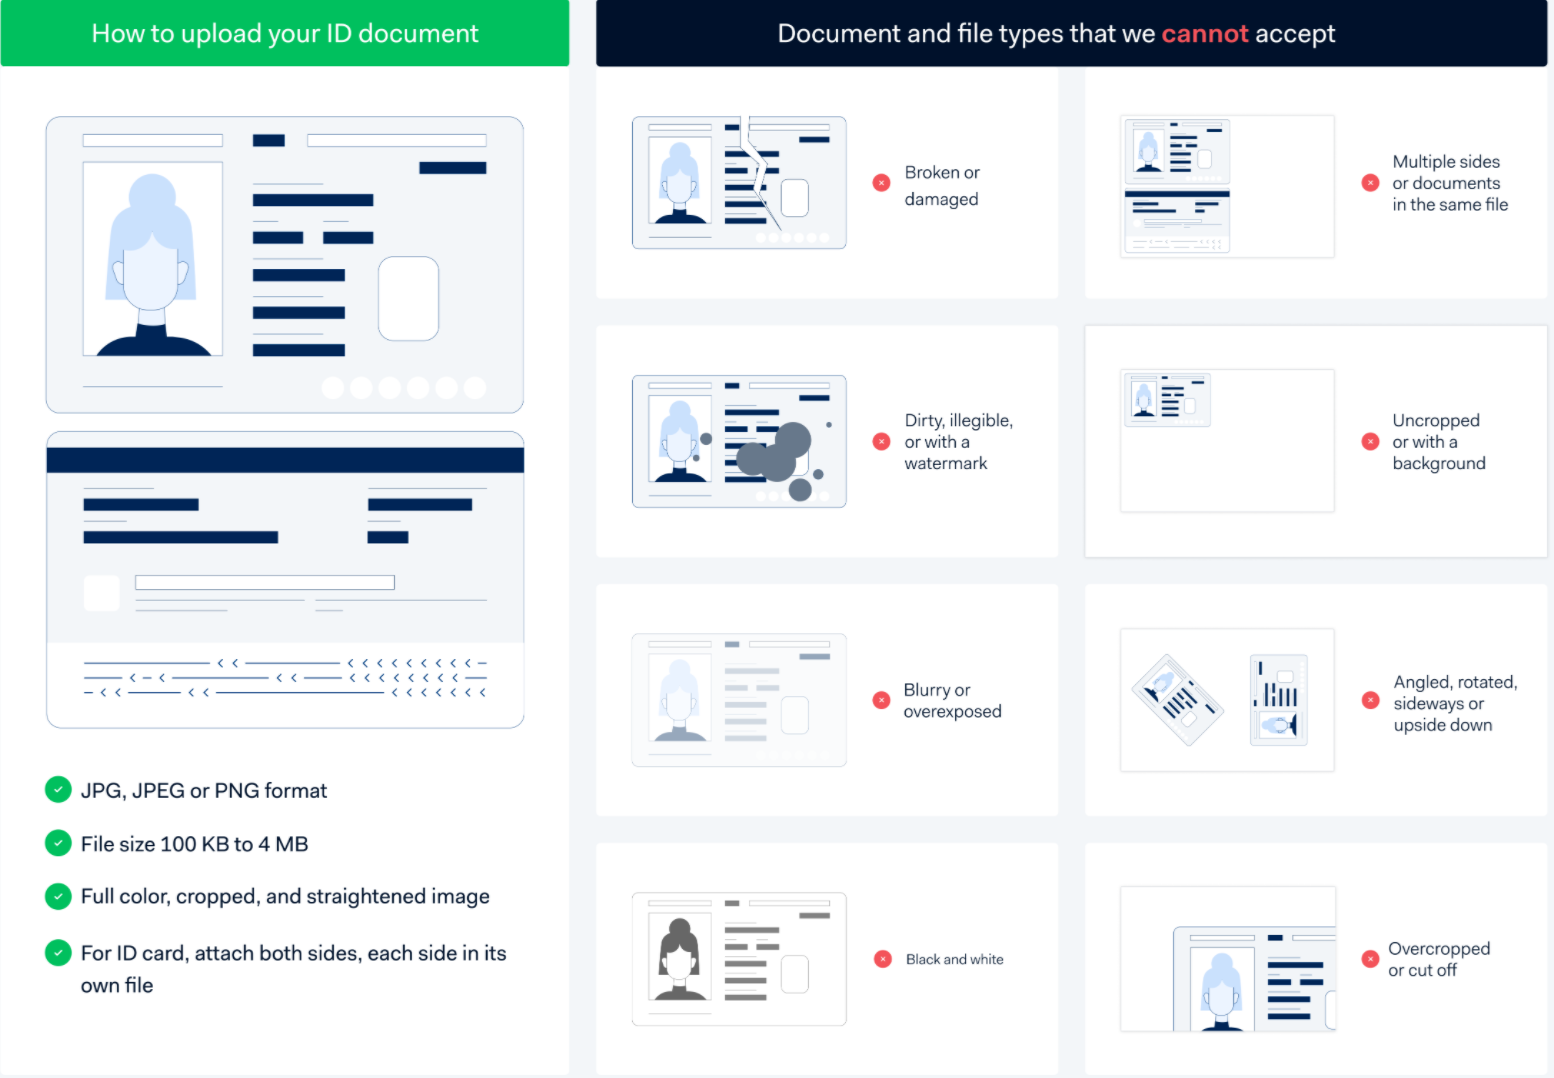 How to upload your ID document
JPG, JPEG or PNG format
File size 100 KB to 4 MB
Full color, cropped, and straightened image
For ID card, attach both sides, each side in its
own file
Document and file types that we cannot accept
Broken or
damaged
Multiple sides
or documents
in the same file
Dirty, illegible,
or with a
watermark
Uncropped
or with a
background
Blurry or
overexposed
Angled, rotated,
sideways or
upside down
Black and white
Overcropped
or cut off